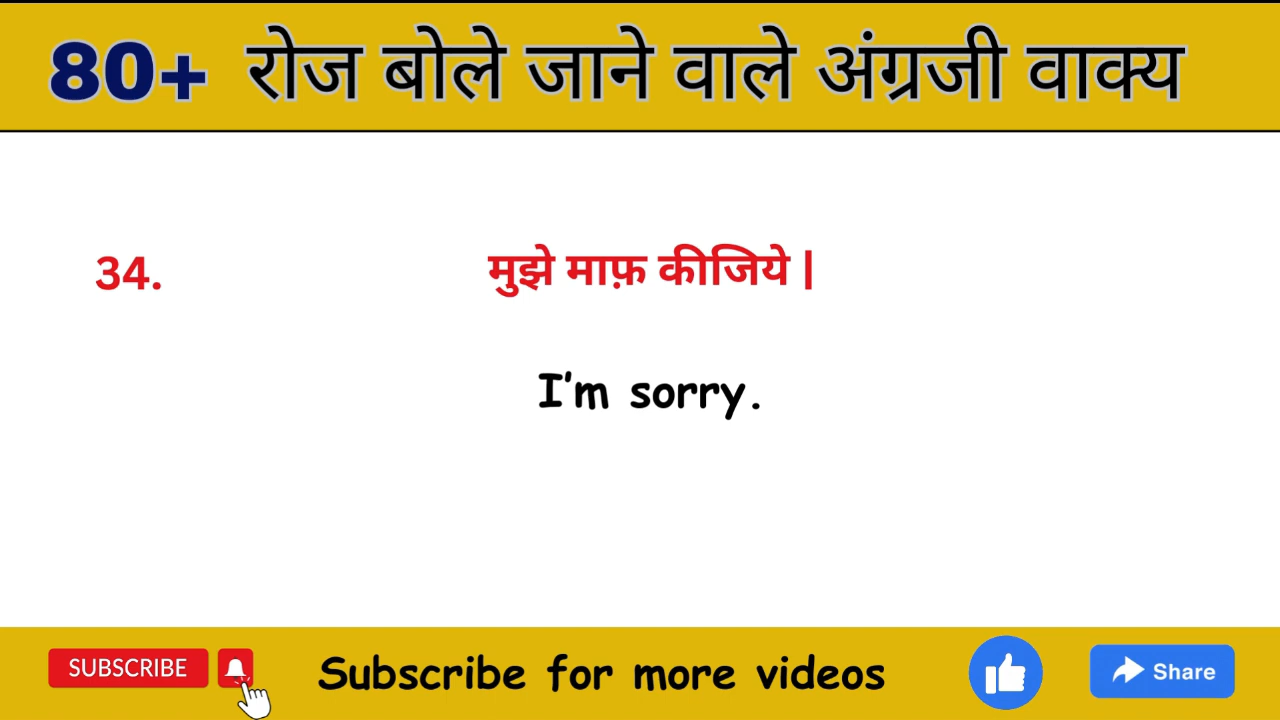 80+ रोज बोले जाने वाले अंग्रजी वाक्य
34. मुझे माफ़ कीजिये |
I'm sorry.
SUBSCRIBE Subscribe for more videos Share